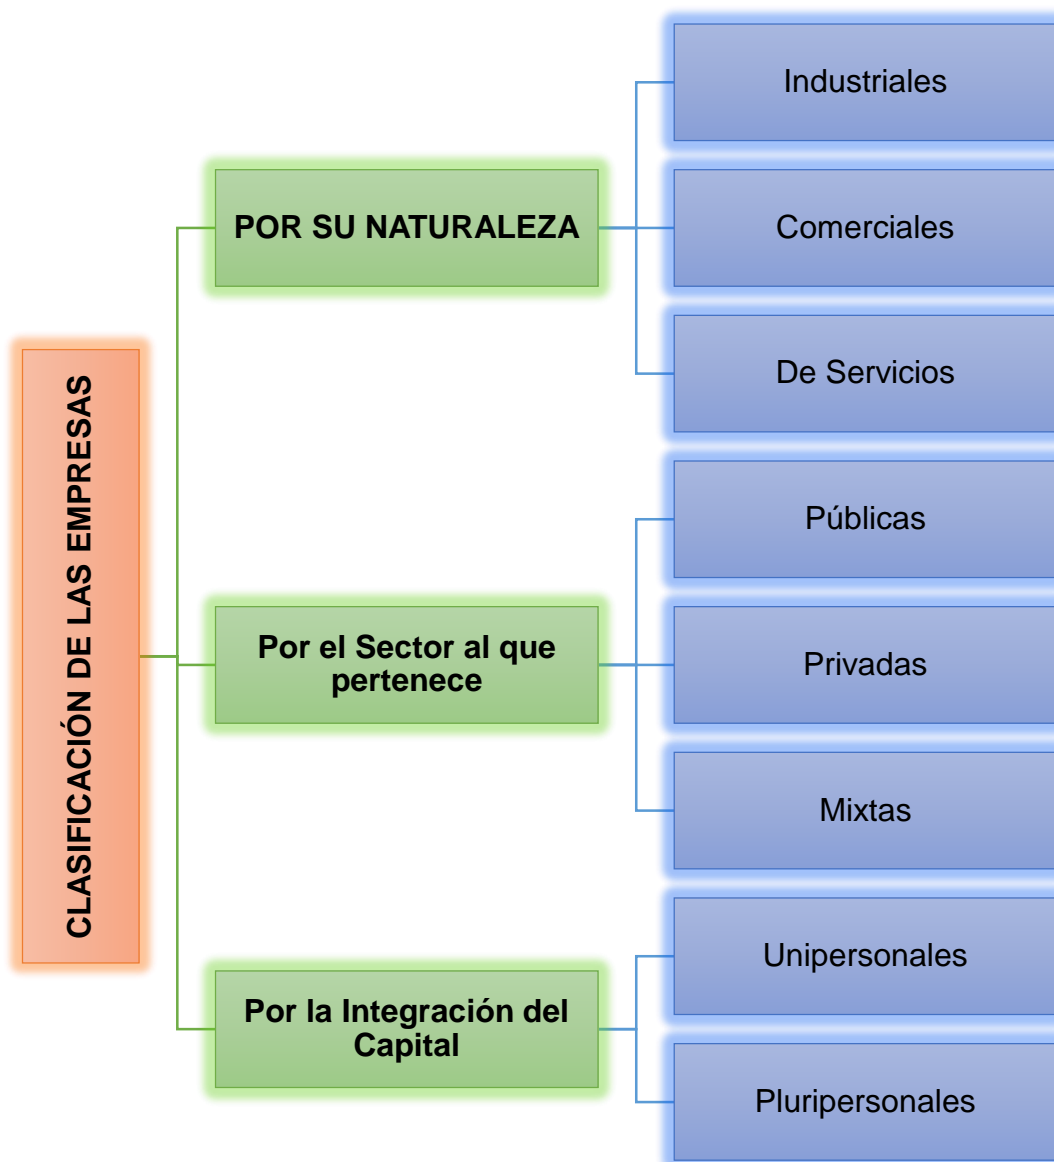 CLASIFICACIÓN DE LAS EMPRESAS
POR SU NATURALEZA
Industriales
Comerciales
De Servicios
Por el Sector al que
pertenece
Públicas
Privadas
Mixtas
Por la Integración del
Capital
Unipersonales
Pluripersonales